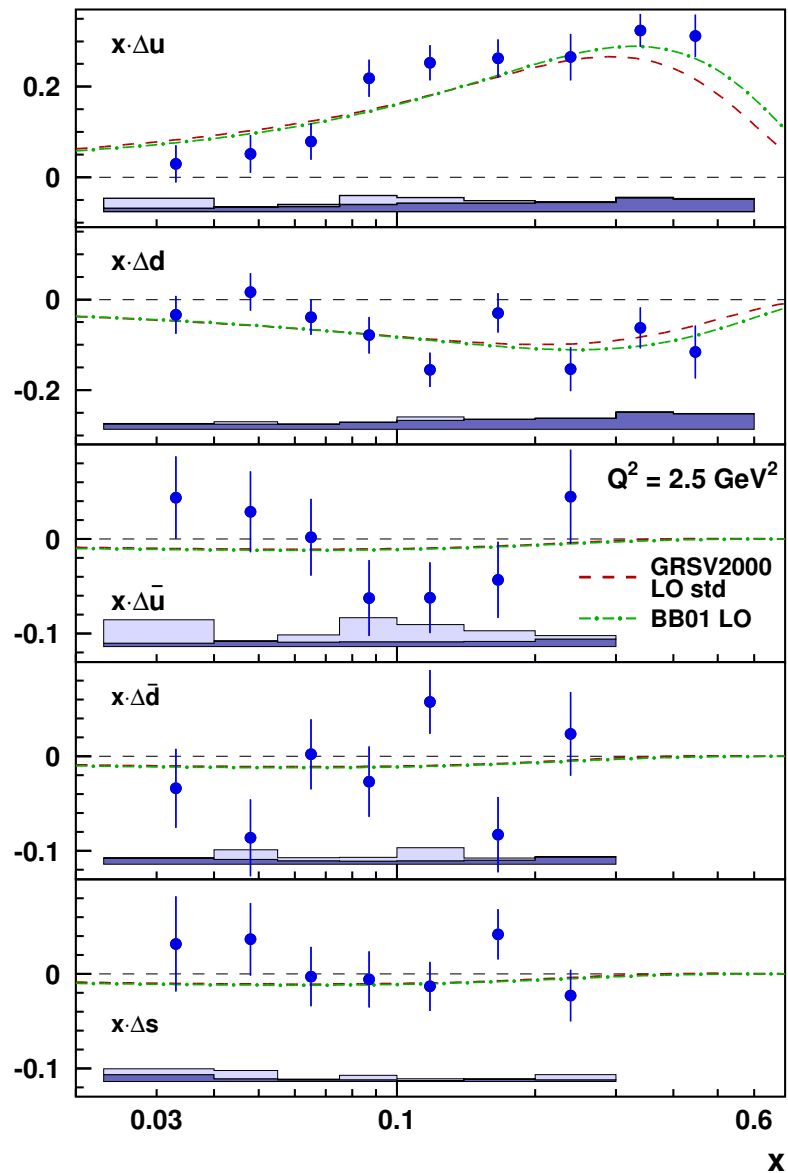 x·Δu
0.2
0
x·Δd
0
-0.2
Q² = 2.5 GeV²
0
GRSV2000
LO std
x·Δū
BB01 LO
-0.1
x·Δd̄
0
-0.1
0
x·Δs
-0.1
0.03 0.1 0.6
x